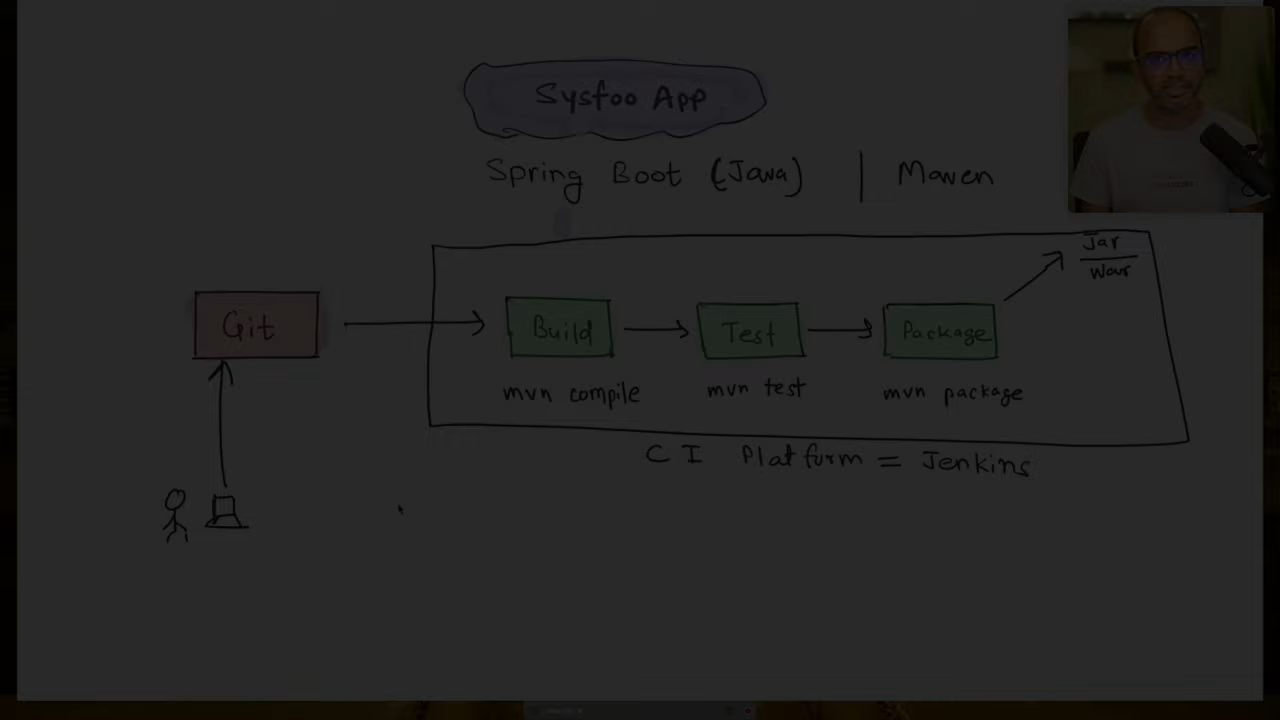 Sysfoo App
Spring Boot (Java) | Maven
Jar
War
Git
Build
Test
Package
mvn compile
mvn test
mvn package
CI Platform = Jenkins